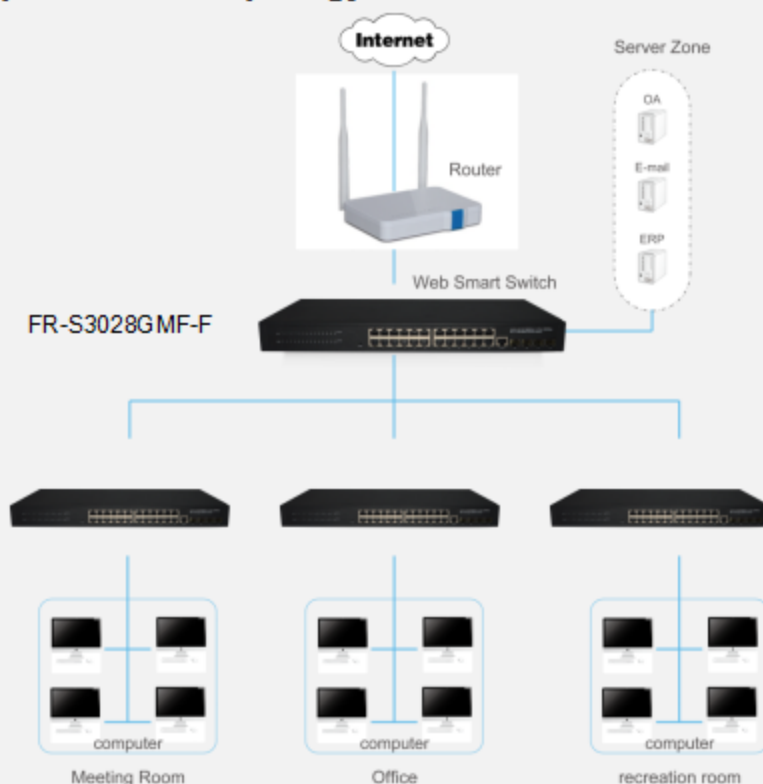 Internet
Server Zone
OA
Router
E-mail
ERP
Web Smart Switch
FR-S3028GMF-F
computer
computer
computer
Meeting Room
Office
recreation room